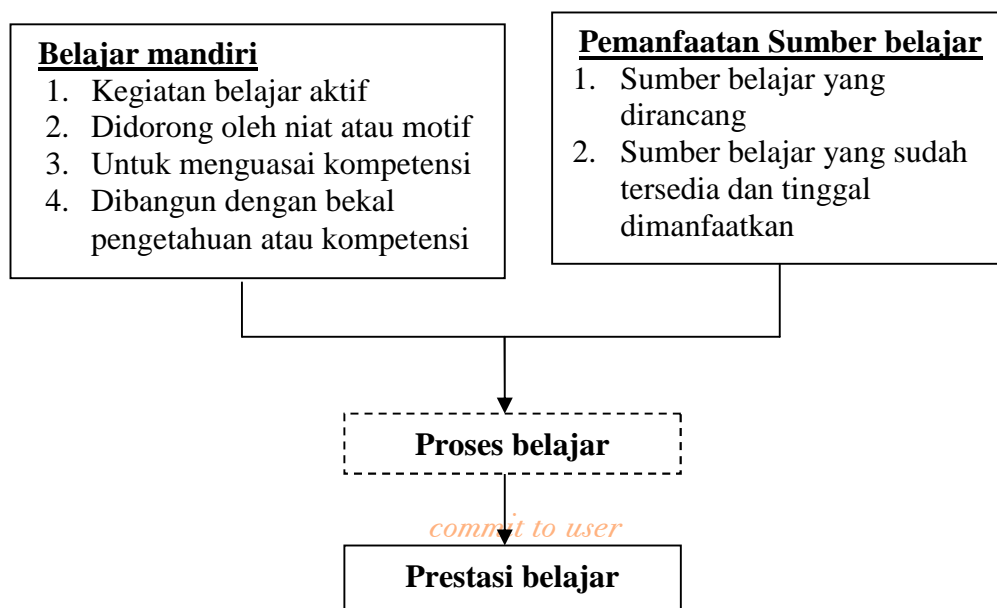 Belajar mandiri
1. Kegiatan belajar aktif
2. Didorong oleh niat atau motif
3. Untuk menguasai kompetensi
4. Dibangun dengan bekal
pengetahuan atau kompetensi
Pemanfaatan Sumber belajar
1. Sumber belajar yang
dirancang
2. Sumber belajar yang sudah
tersedia dan tinggal
dimanfaatkan
Proses belajar
commit to user
Prestasi belajar